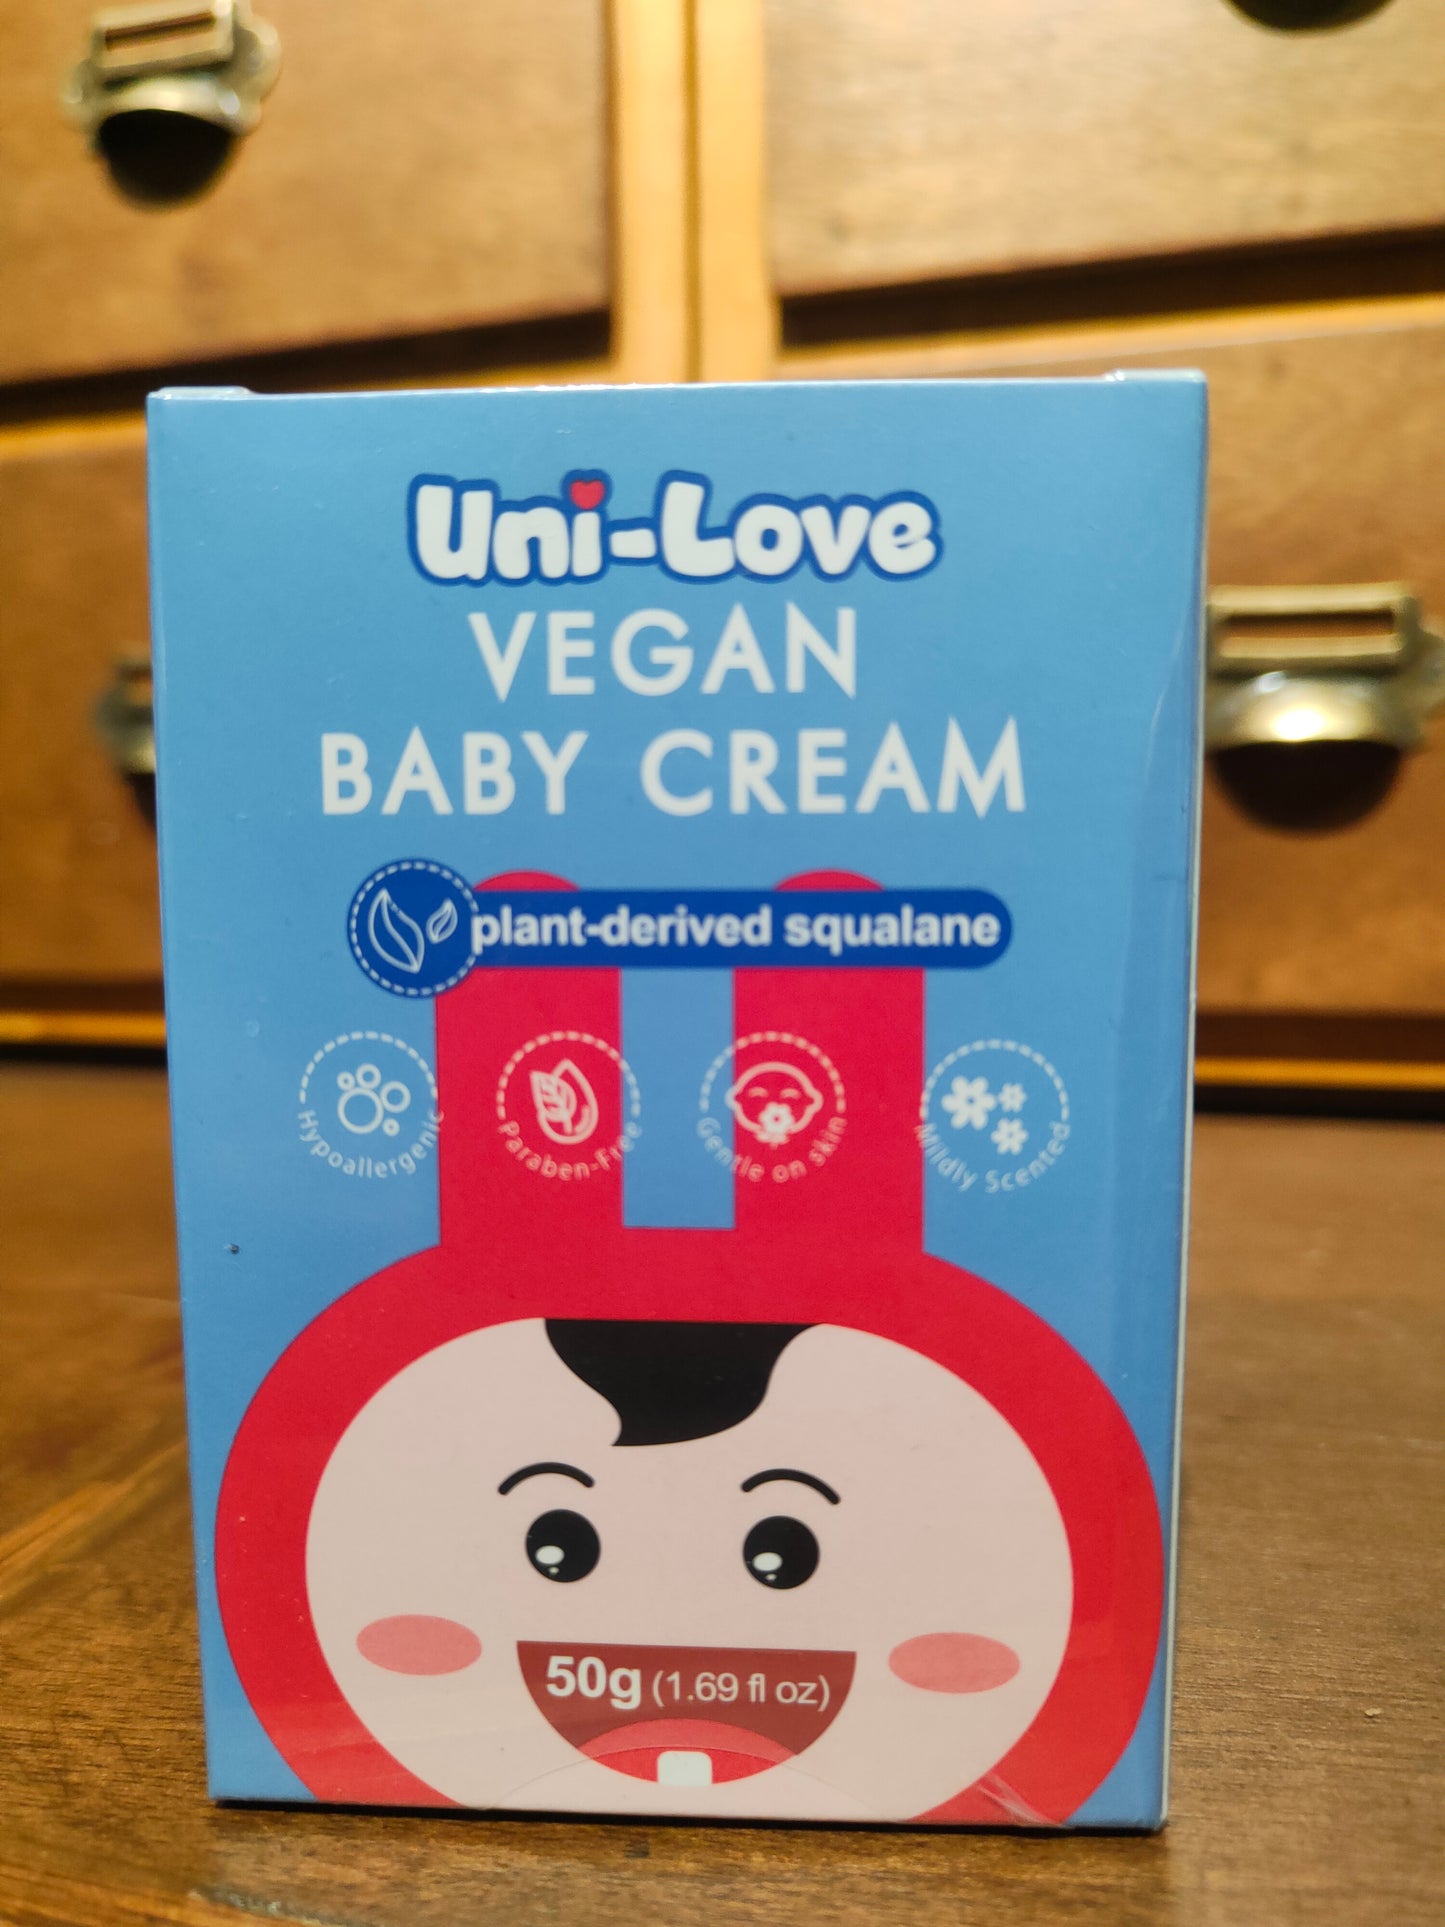 Uni-Love
VEGAN
BABY CREAM
plant-derived squalane
Hypoallergenic
Paraben-Free
Gentle on skin
Mildly Scented
50g (1.69 fl oz)